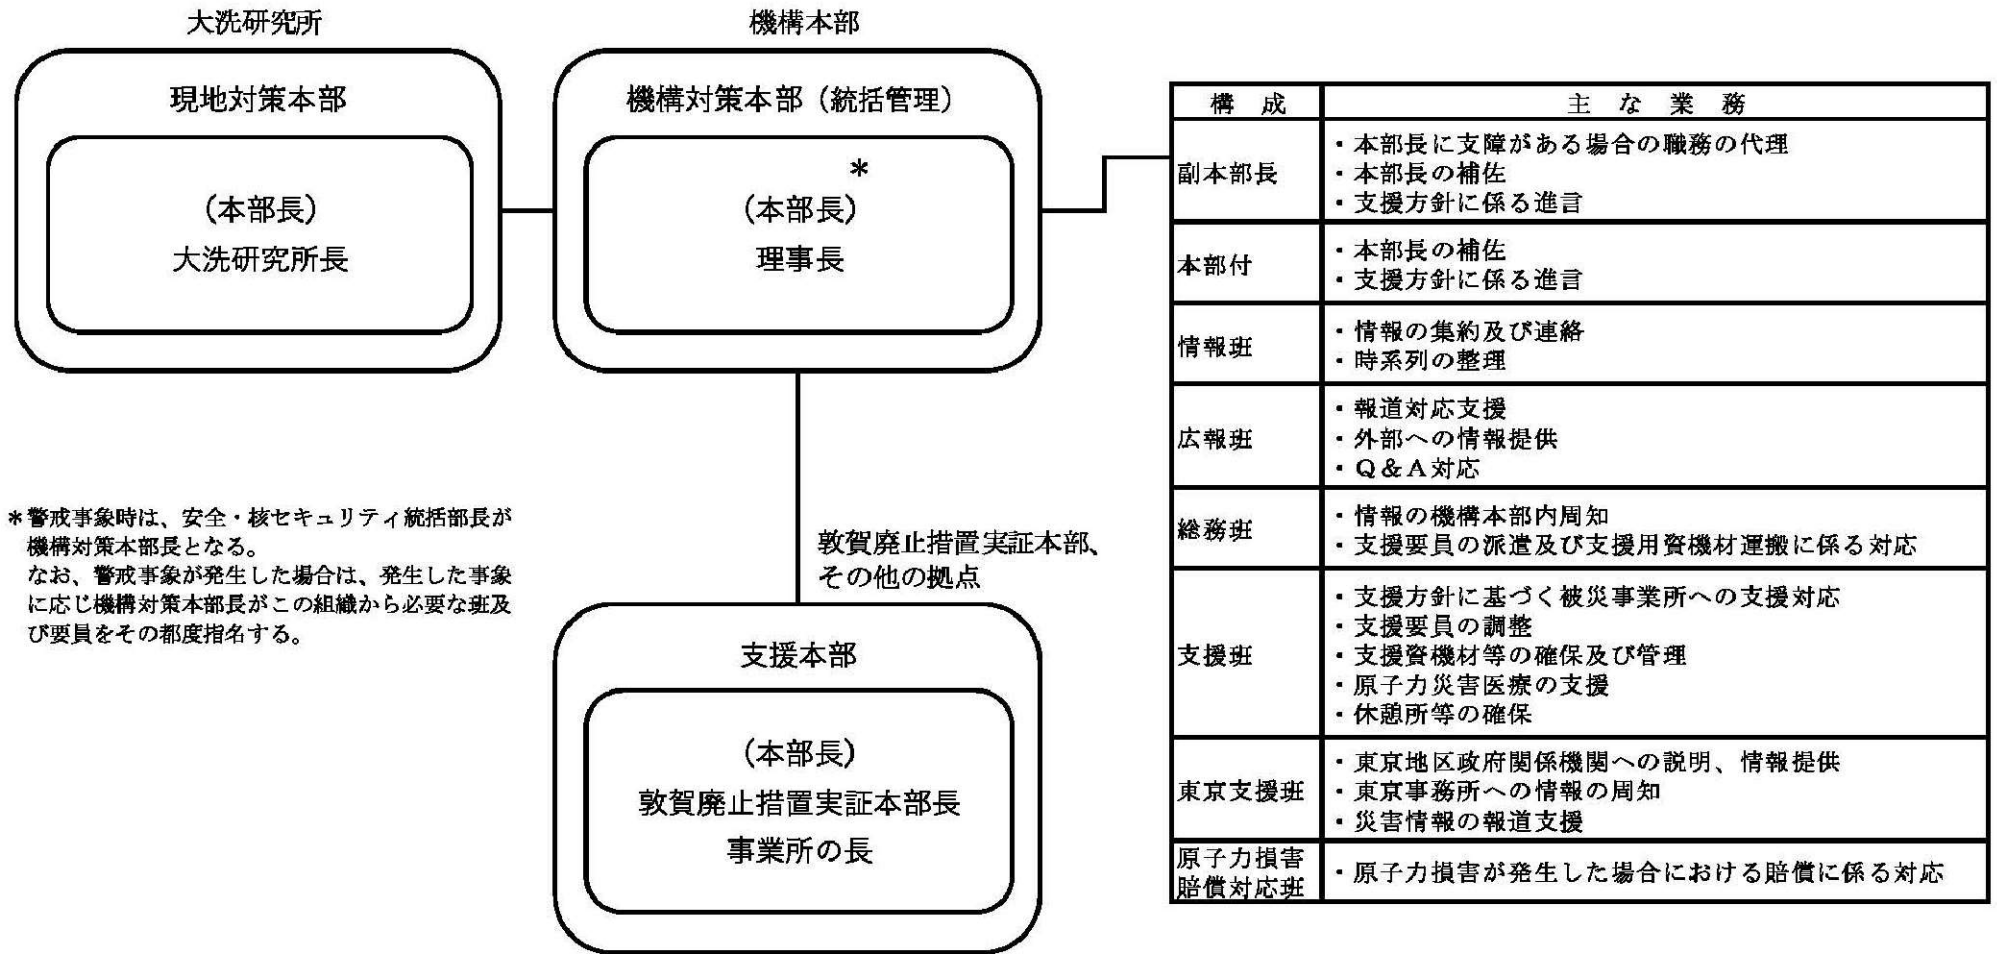 大洗研究所
現地対策本部
(本部長)
大洗研究所長
機構本部
機構対策本部（統括管理）
＊
(本部長)
理事長
敦賀廃止措置実証本部、
その他の拠点
支援本部
(本部長)
敦賀廃止措置実証本部長
事業所の長
＊警戒事象時は、安全・核セキュリティ統括部長が
機構対策本部長となる。
なお、警戒事象が発生した場合は、発生した事象
に応じ機構対策本部長がこの組織から必要な班及
び要員をその都度指名する。
構　成　主　な　業　務
副本部長
・本部長に支障がある場合の職務の代理
・本部長の補佐
・支援方針に係る進言
本部付
・本部長の補佐
・支援方針に係る進言
情報班
・情報の集約及び連絡
・時系列の整理
広報班
・報道対応支援
・外部への情報提供
・Ｑ＆Ａ対応
総務班
・情報の機構本部内周知
・支援要員の派遣及び支援用資機材運搬に係る対応
支援班
・支援方針に基づく被災事業所への支援対応
・支援要員の調整
・支援資機材等の確保及び管理
・原子力災害医療の支援
・休憩所等の確保
東京支援班
・東京地区政府関係機関への説明、情報提供
・東京事務所への情報の周知
・災害情報の報道支援
原子力損害
賠償対応班
・原子力損害が発生した場合における賠償に係る対応